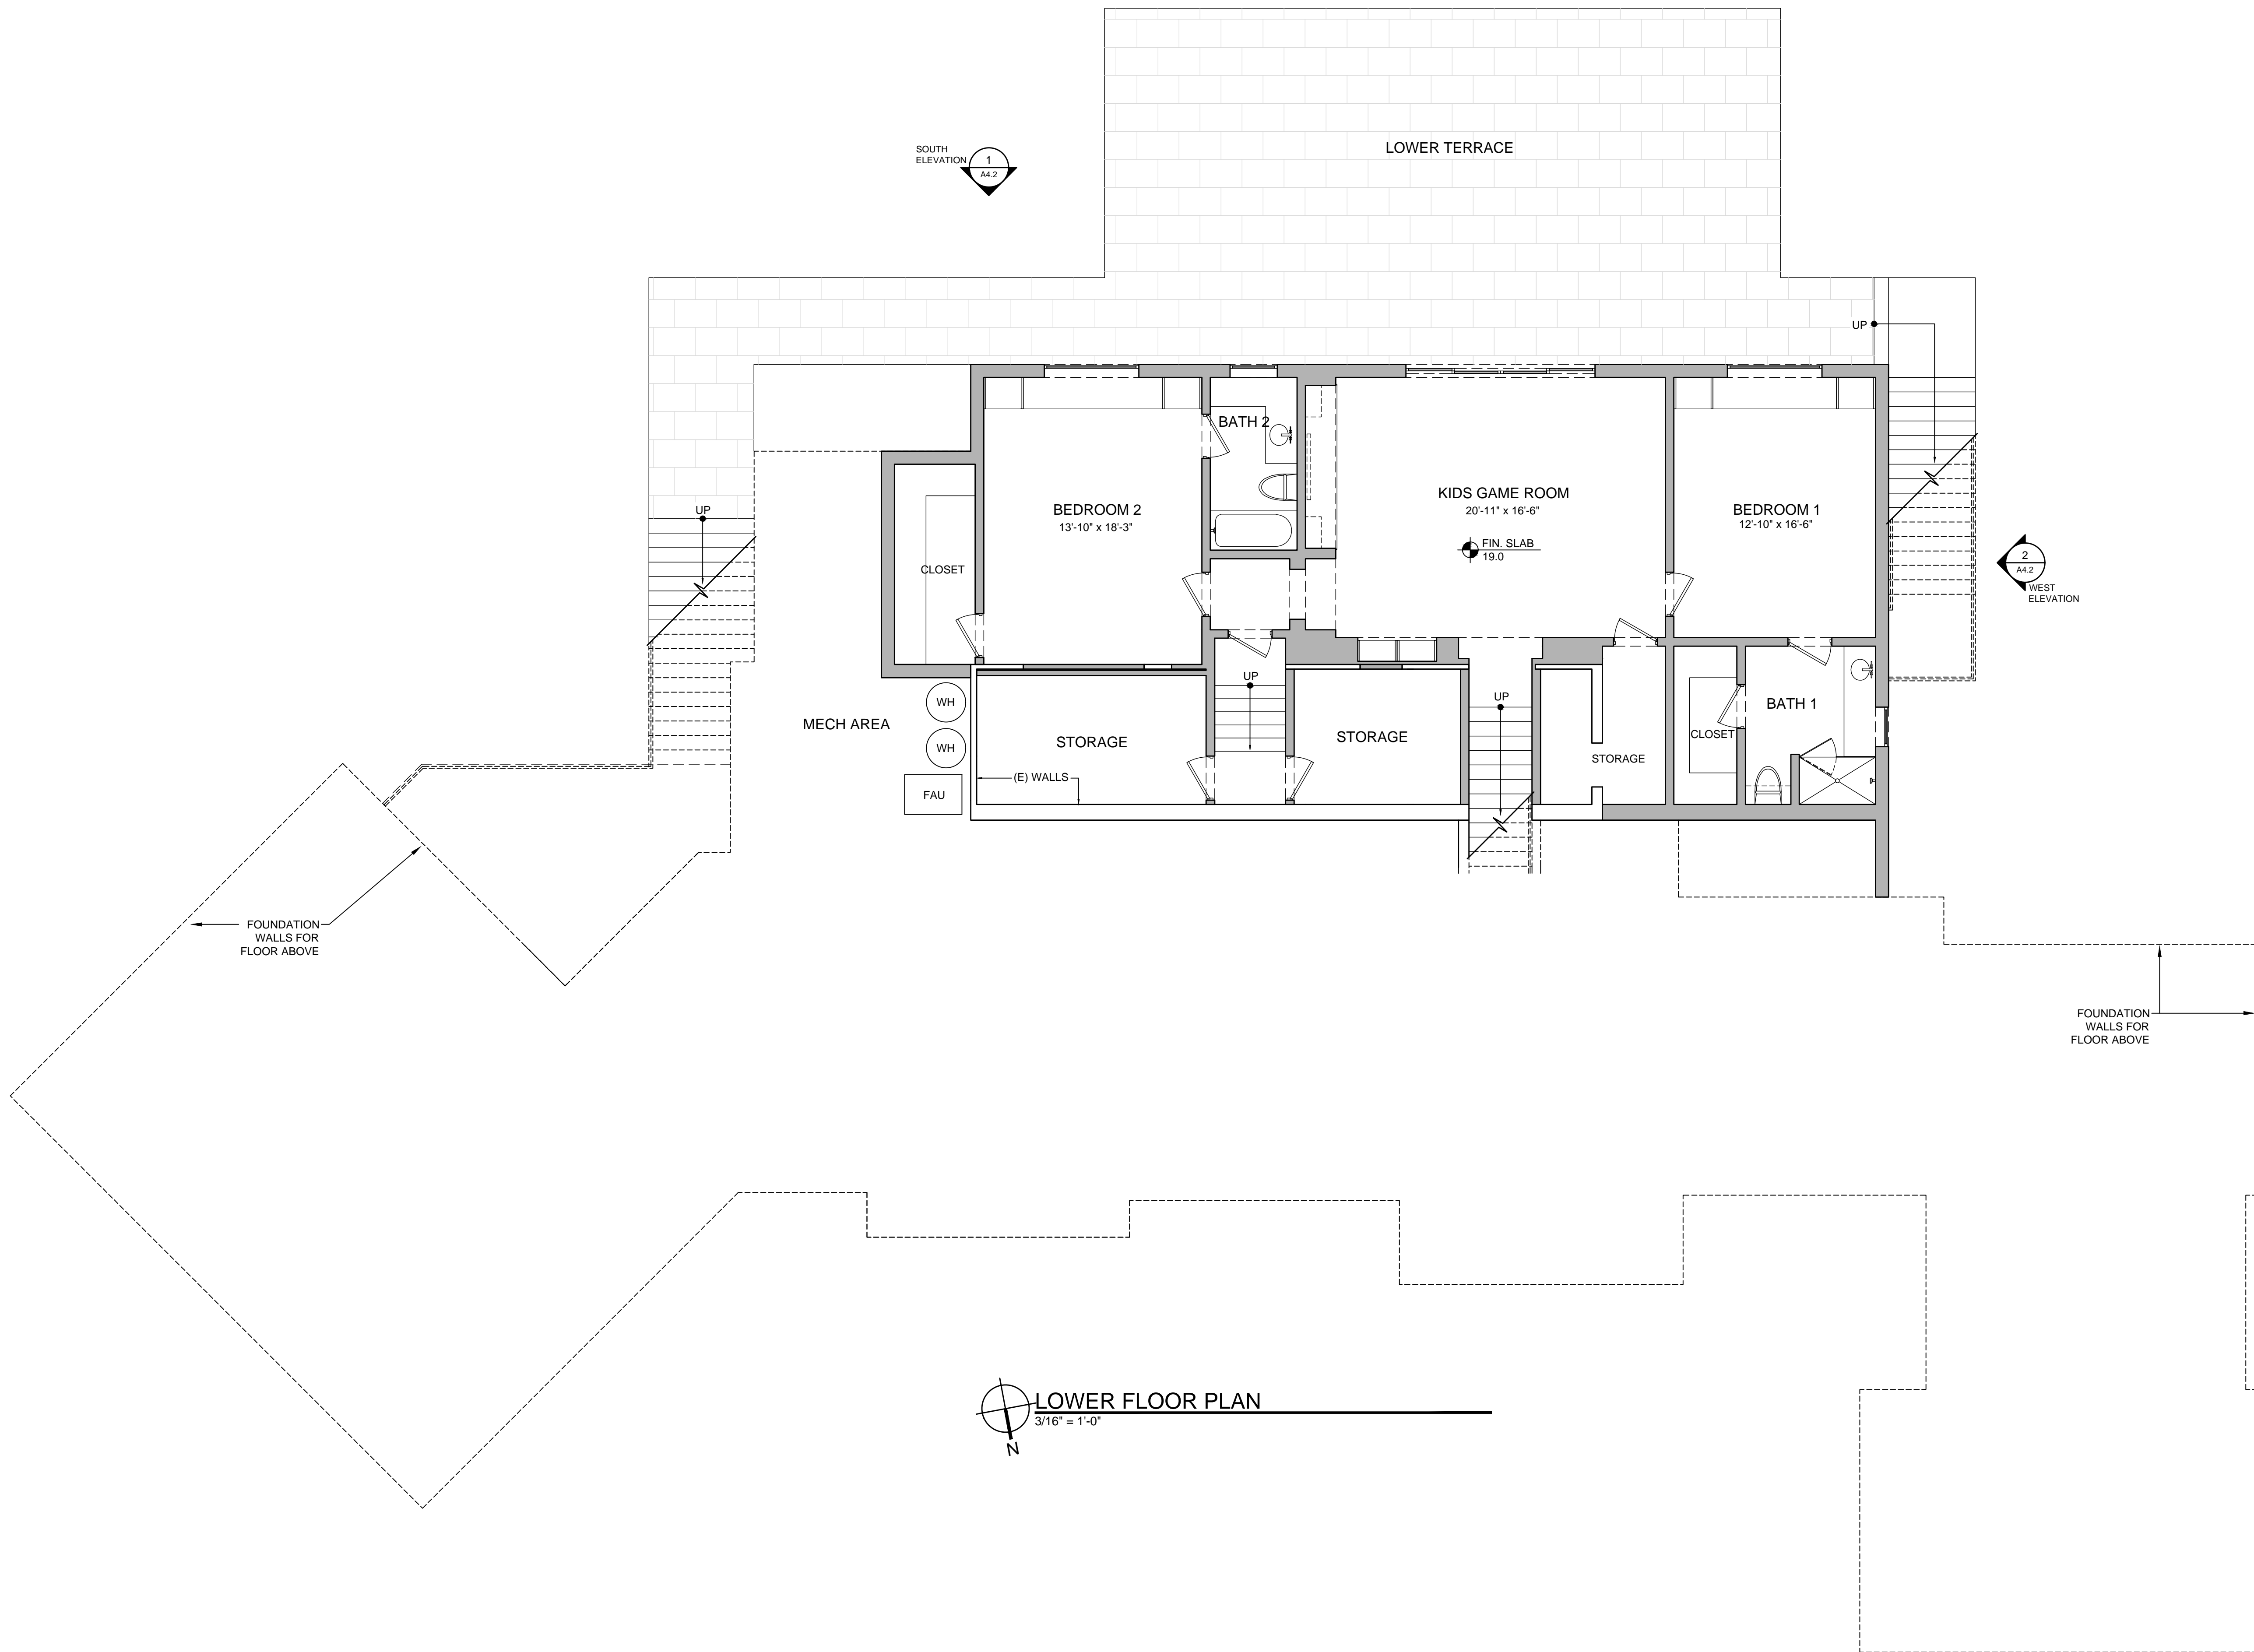 LOWER TERRACE
SOUTH
ELEVATION
1
A4.2
UP
BATH 2
KIDS GAME ROOM
20'-11" x 16'-6"
BEDROOM 2
13'-10" x 18'-3"
BEDROOM 1
12'-10" x 16'-6"
UP
FIN. SLAB
19.0
CLOSET
2
A4.2
WEST
ELEVATION
UP
UP
WH
MECH AREA
BATH 1
STORAGE
STORAGE
CLOSET
WH
STORAGE
(E) WALLS
FAU
FOUNDATION
WALLS FOR
FLOOR ABOVE
FOUNDATION
WALLS FOR
FLOOR ABOVE
LOWER FLOOR PLAN
3/16" = 1'-0"
N